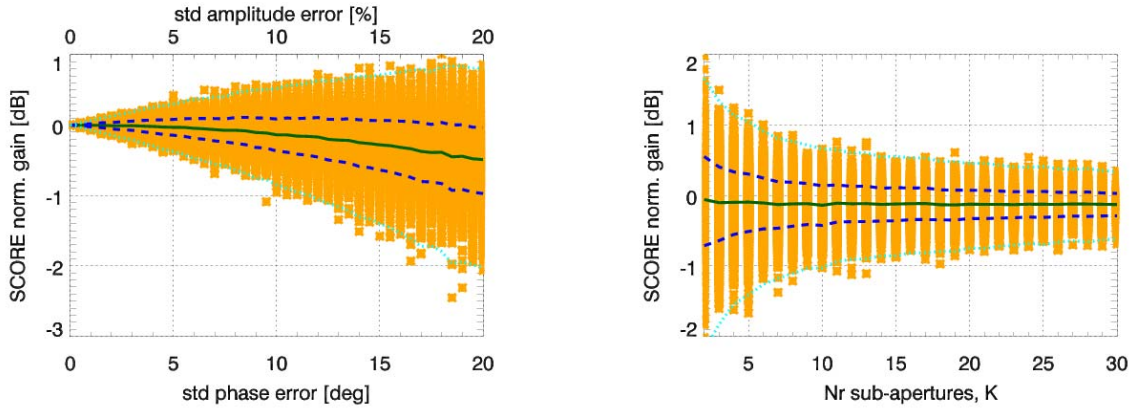 std amplitude error [%]
0 5 10 15 20
SCORE norm. gain [dB]
1
0
-1
-2
-3
0 5 10 15 20
std phase error [deg]
SCORE norm. gain [dB]
2
1
0
-1
-2
5 10 15 20 25 30
Nr sub-apertures, K